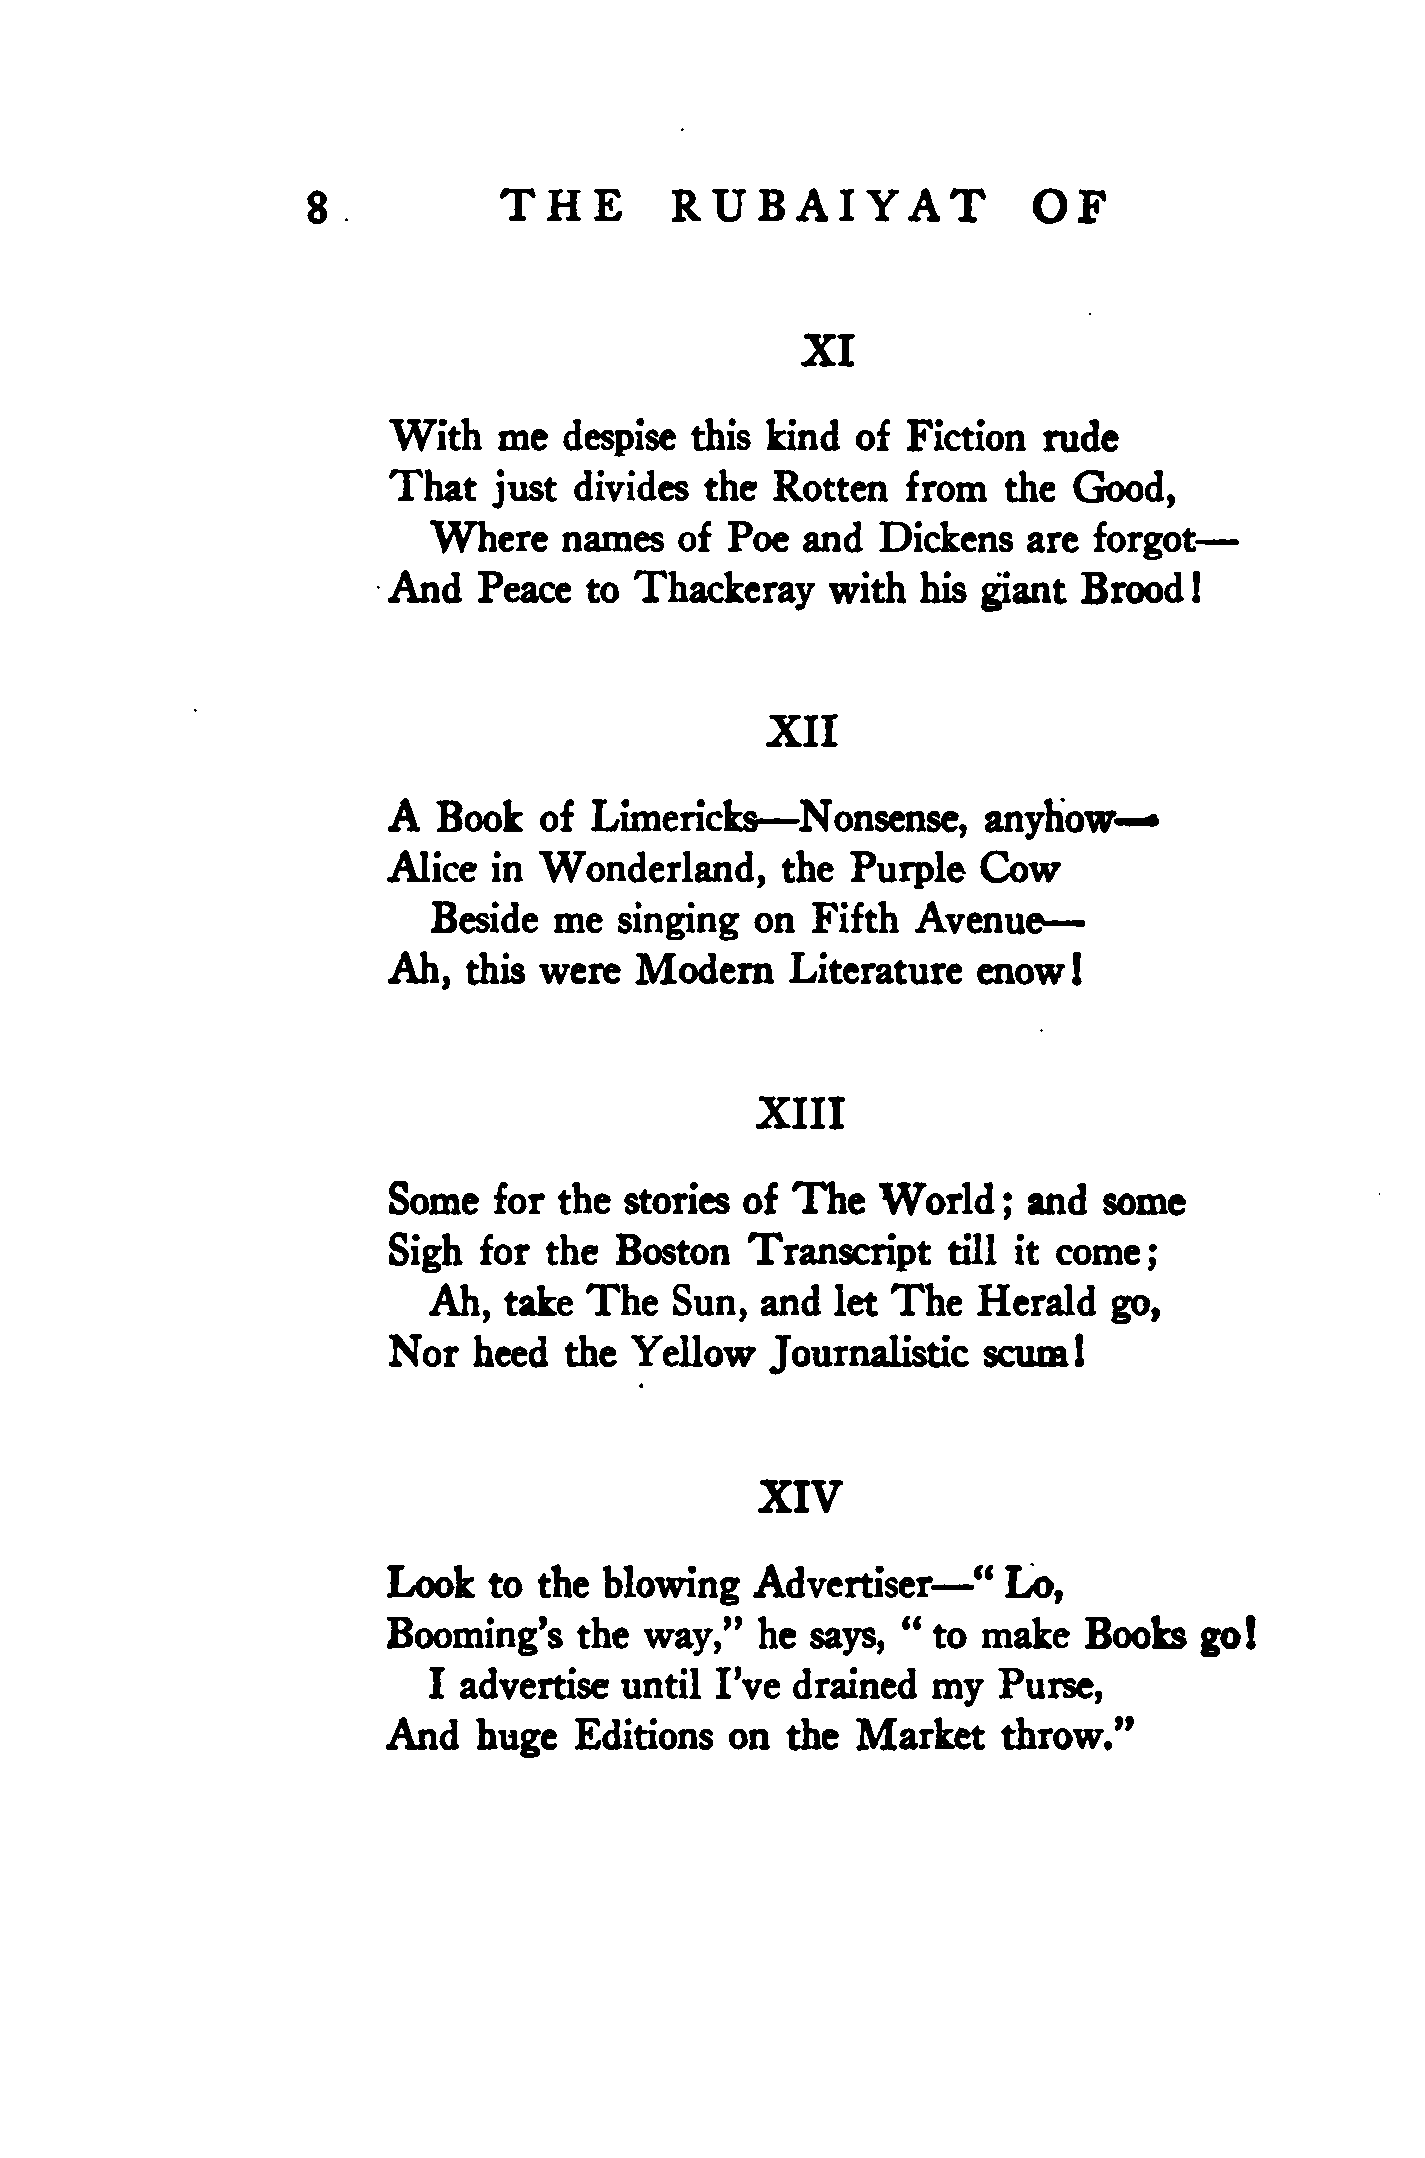 8 THE RUBAIYAT OF
XI
With me despise this kind of Fiction rude
That just divides the Rotten from the Good,
Where names of Poe and Dickens are forgot—
And Peace to Thackeray with his giant Brood!
XII
A Book of Limericks—Nonsense, anyhow—
Alice in Wonderland, the Purple Cow
Beside me singing on Fifth Avenue—
Ah, this were Modern Literature enow!
XIII
Some for the stories of The World; and some
Sigh for the Boston Transcript till it come;
Ah, take The Sun, and let The Herald go,
Nor heed the Yellow Journalistic scum!
XIV
Look to the blowing Advertiser—“ Lo,
Booming’s the way,” he says, “ to make Books go!
I advertise until I’ve drained my Purse,
And huge Editions on the Market throw.”